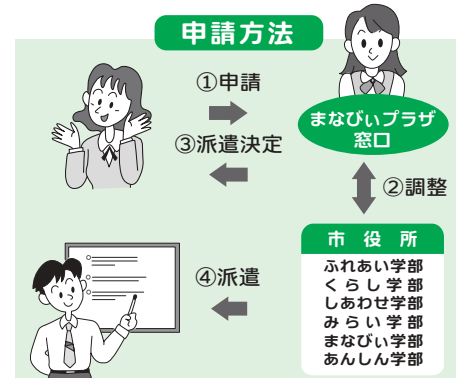 申請方法
①申請
まなびぃプラザ
窓口
③派遣決定
②調整
市役所
ふれあい学部
くらし学部
しあわせ学部
みらい学部
まなびぃ学部
あんしん学部
④派遣